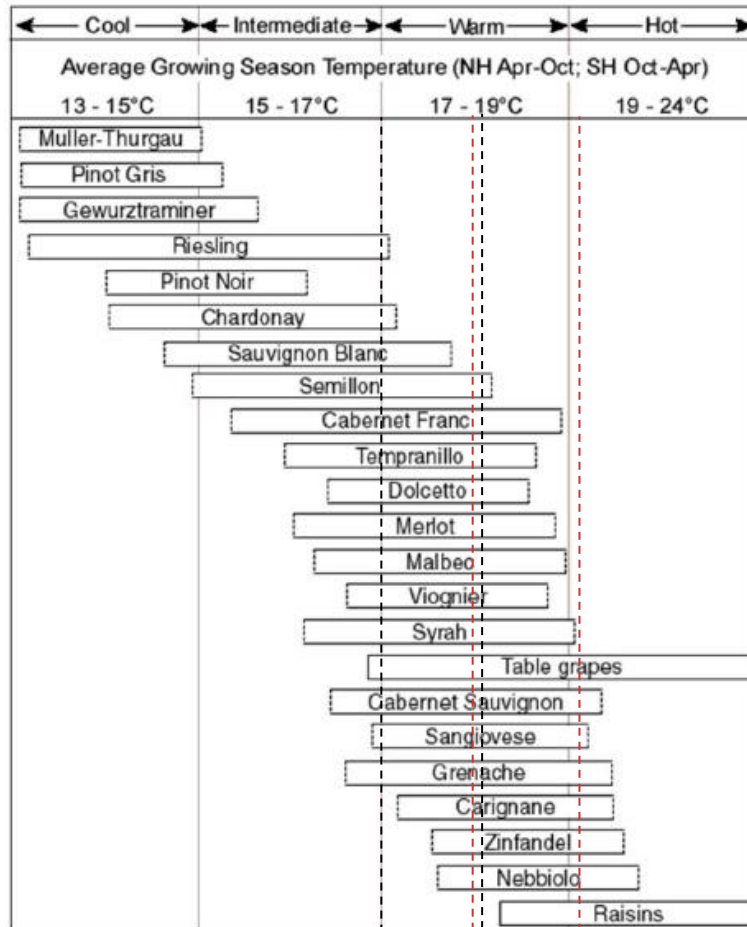 Cool Intermediate Warm Hot
Average Growing Season Temperature (NH Apr-Oct; SH Oct-Apr)
13 - 15°C 15 - 17°C 17 - 19°C 19 - 24°C
Muller-Thurgau
Pinot Gris
Gewurztraminer
Riesling
Pinot Noir
Chardonay
Sauvignon Blanc
Semillon
Cabernet Franc
Tempranillo
Dolcetto
Merlot
Malbec
Viognier
Syrah
Table grapes
Cabernet Sauvignon
Sangiovese
Grenache
Carignane
Zinfandel
Nebbiolo
Raisins